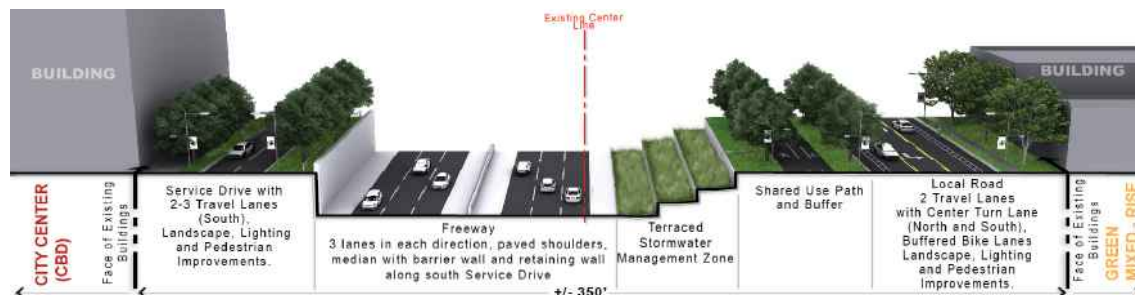 Existing Center
Line
BUILDING
BUILDING
CITY CENTER
(CBD)
Face of Existing
Buildings
Service Drive with
2-3 Travel Lanes
(South),
Landscape, Lighting
and Pedestrian
Improvements.
Freeway
3 lanes in each direction, paved shoulders,
median with barrier wall and retaining wall
along south Service Drive
Terraced
Stormwater
Management Zone
Shared Use Path
and Buffer
Local Road
2 Travel Lanes
with Center Turn Lane
(North and South),
Buffered Bike Lanes
Landscape, Lighting
and Pedestrian
Improvements.
Face of Existing
Buildings
GREEN
MIXED - RISE
+/- 350'